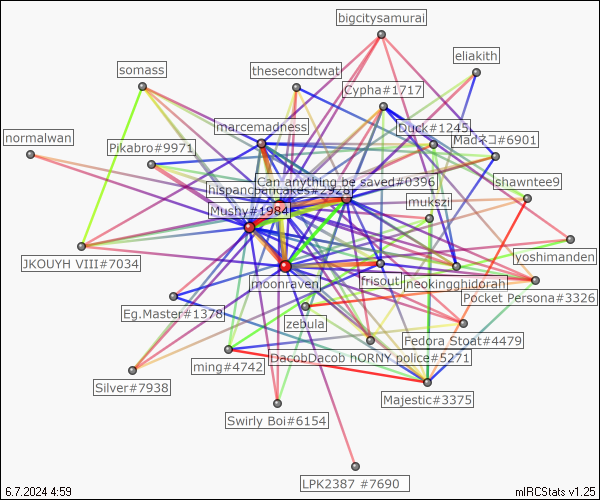 bigcitysamurai
eliakith
somass
thesecondtwat
Cypha#1717
marcemadness
Duck#1245
normalwan
Pikabro#9971
Madネコ#6901
Can anything be saved#0396
shawntee9
hispanopancakes#2928
mukszi
Mushy#1984
JKOUYH VIII#7034
yoshimanden
moonraven
frisout
neokingghidorah
Pocket Persona#3326
Eg.Master#1378
zebula
Fedora Stoat#4479
DacobDacob hORNY police#5271
ming#4742
Silver#7938
Majestic#3375
Swirly Boi#6154
LPK2387 #7690
6.7.2024 4:59
mIRCStats v1.25